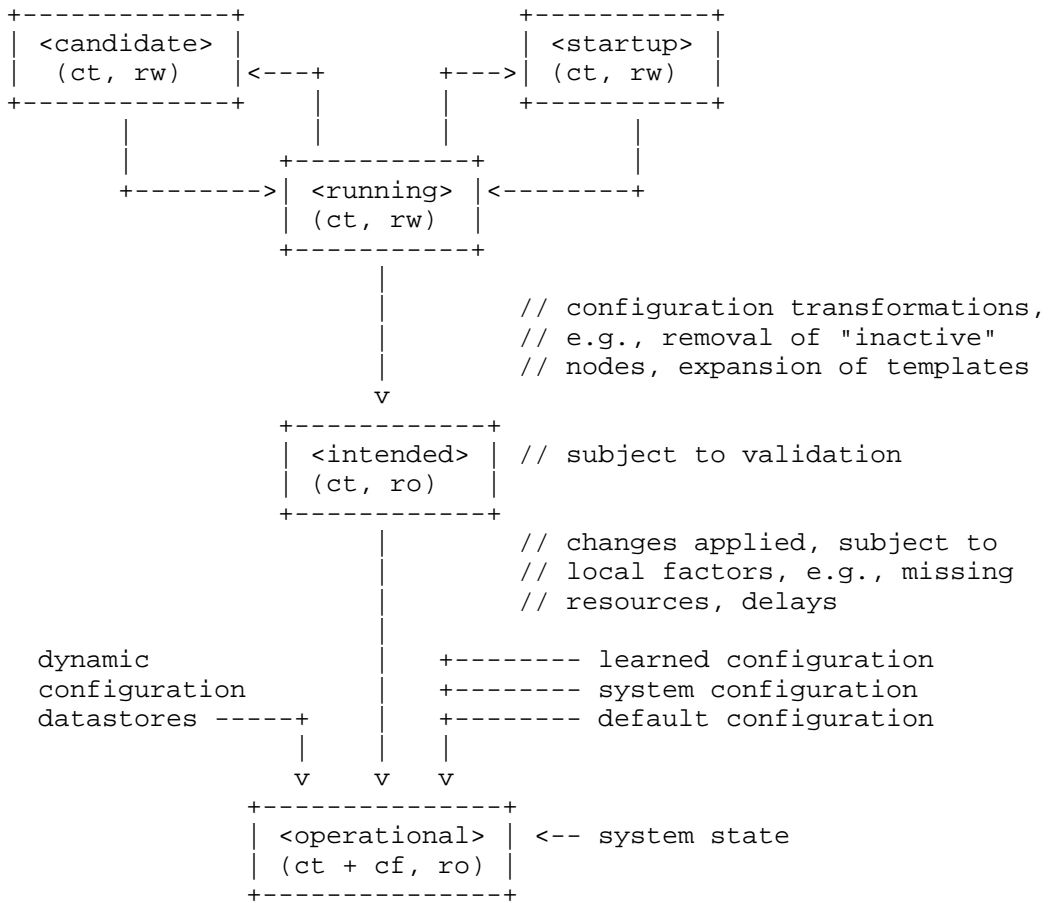 <candidate> <startup>
(ct, rw) (ct, rw)
<running>
(ct, rw)
// configuration transformations,
// e.g., removal of "inactive"
// nodes, expansion of templates
<intended> // subject to validation
(ct, ro)
// changes applied, subject to
// local factors, e.g., missing
// resources, delays
dynamic learned configuration
configuration system configuration
datastores default configuration
<operational> <-- system state
(ct + cf, ro)